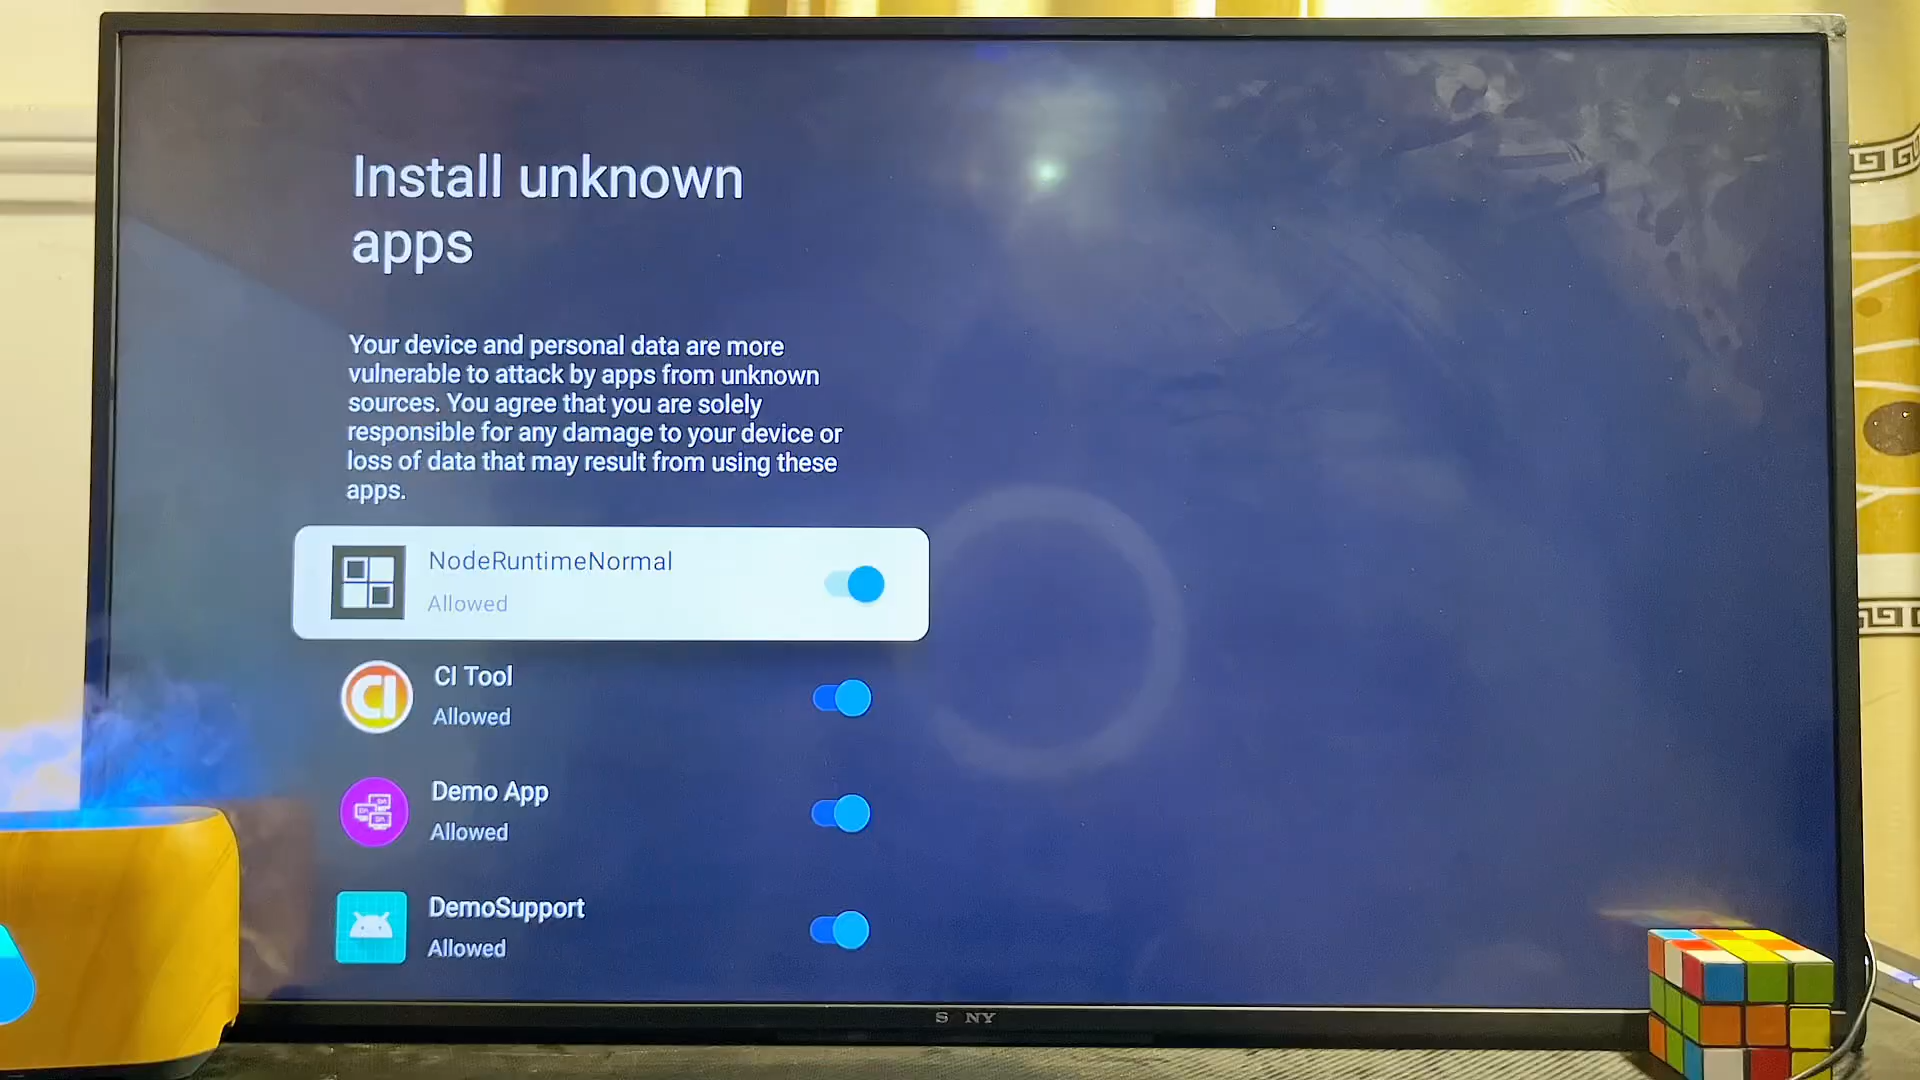 Install unknown
apps
Your device and personal data are more
vulnerable to attack by apps from unknown
sources. You agree that you are solely
responsible for any damage to your device or
loss of data that may result from using these
apps.
NodeRuntimeNormal
Allowed
CI Tool
Allowed
Demo App
Allowed
DemoSupport
Allowed
SONY